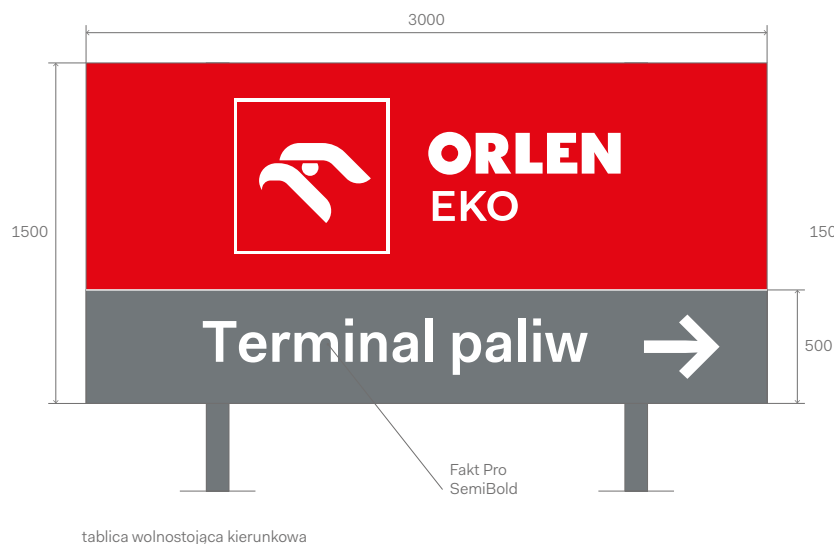 3000
ORLEN
EKO
1500
150
Terminal paliw
500
Fakt Pro
SemiBold
tablica wolnostojąca kierunkowa